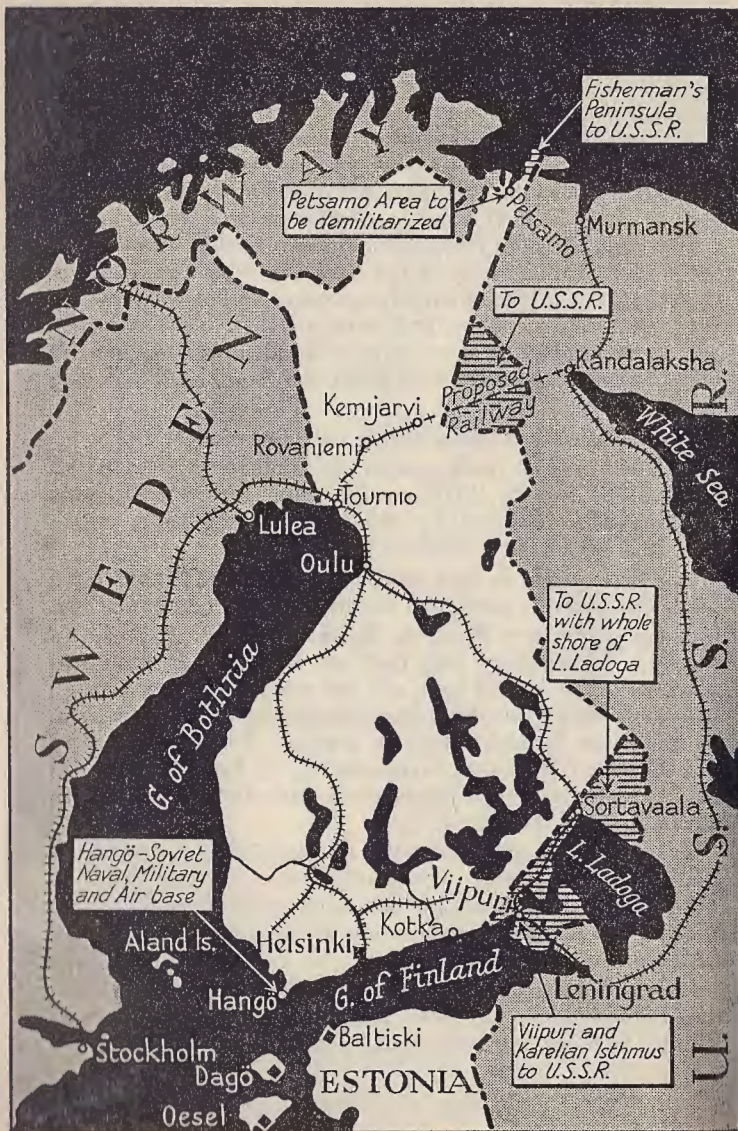 Fisherman's
Peninsula
to U.S.S.R.
NORWAY
Petsamo Area to
be demilitarized
Petsamo
Murmansk
To U.S.S.R.
Kandalaksha
Proposed
Railway
Kemijarvi
Rovaniemi
White Sea
SWEDEN
Tournio
Lulea
Oulu
To U.S.S.R.
with whole
shore of
L. Ladoga
G. of Bothnia
Sortavaala
Hangö-Soviet
Naval, Military
and Air base
Viipuri
L. Ladoga
Aland Is.
Helsinki
Kotka
G. of Finland
Hangö
Leningrad
Baltiski
Stockholm
Viipuri and
Karelian Isthmus
to U.S.S.R.
Dagö
ESTONIA
Oesel
U.S.S.R.